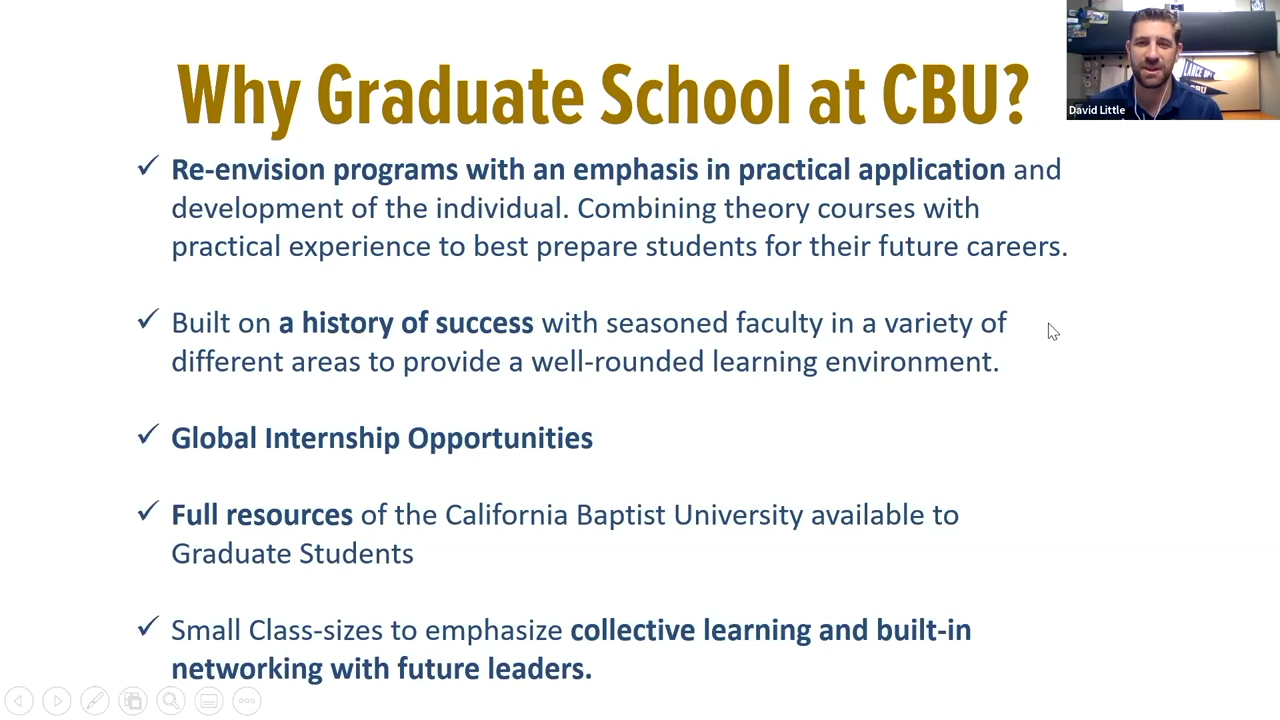 Why Graduate School at CBU?
Re-envision programs with an emphasis in practical application and
development of the individual. Combining theory courses with
practical experience to best prepare students for their future careers.
Built on a history of success with seasoned faculty in a variety of
different areas to provide a well-rounded learning environment.
Global Internship Opportunities
Full resources of the California Baptist University available to
Graduate Students
Small Class-sizes to emphasize collective learning and built-in
networking with future leaders.
LANCE UP!
CBU
David Little